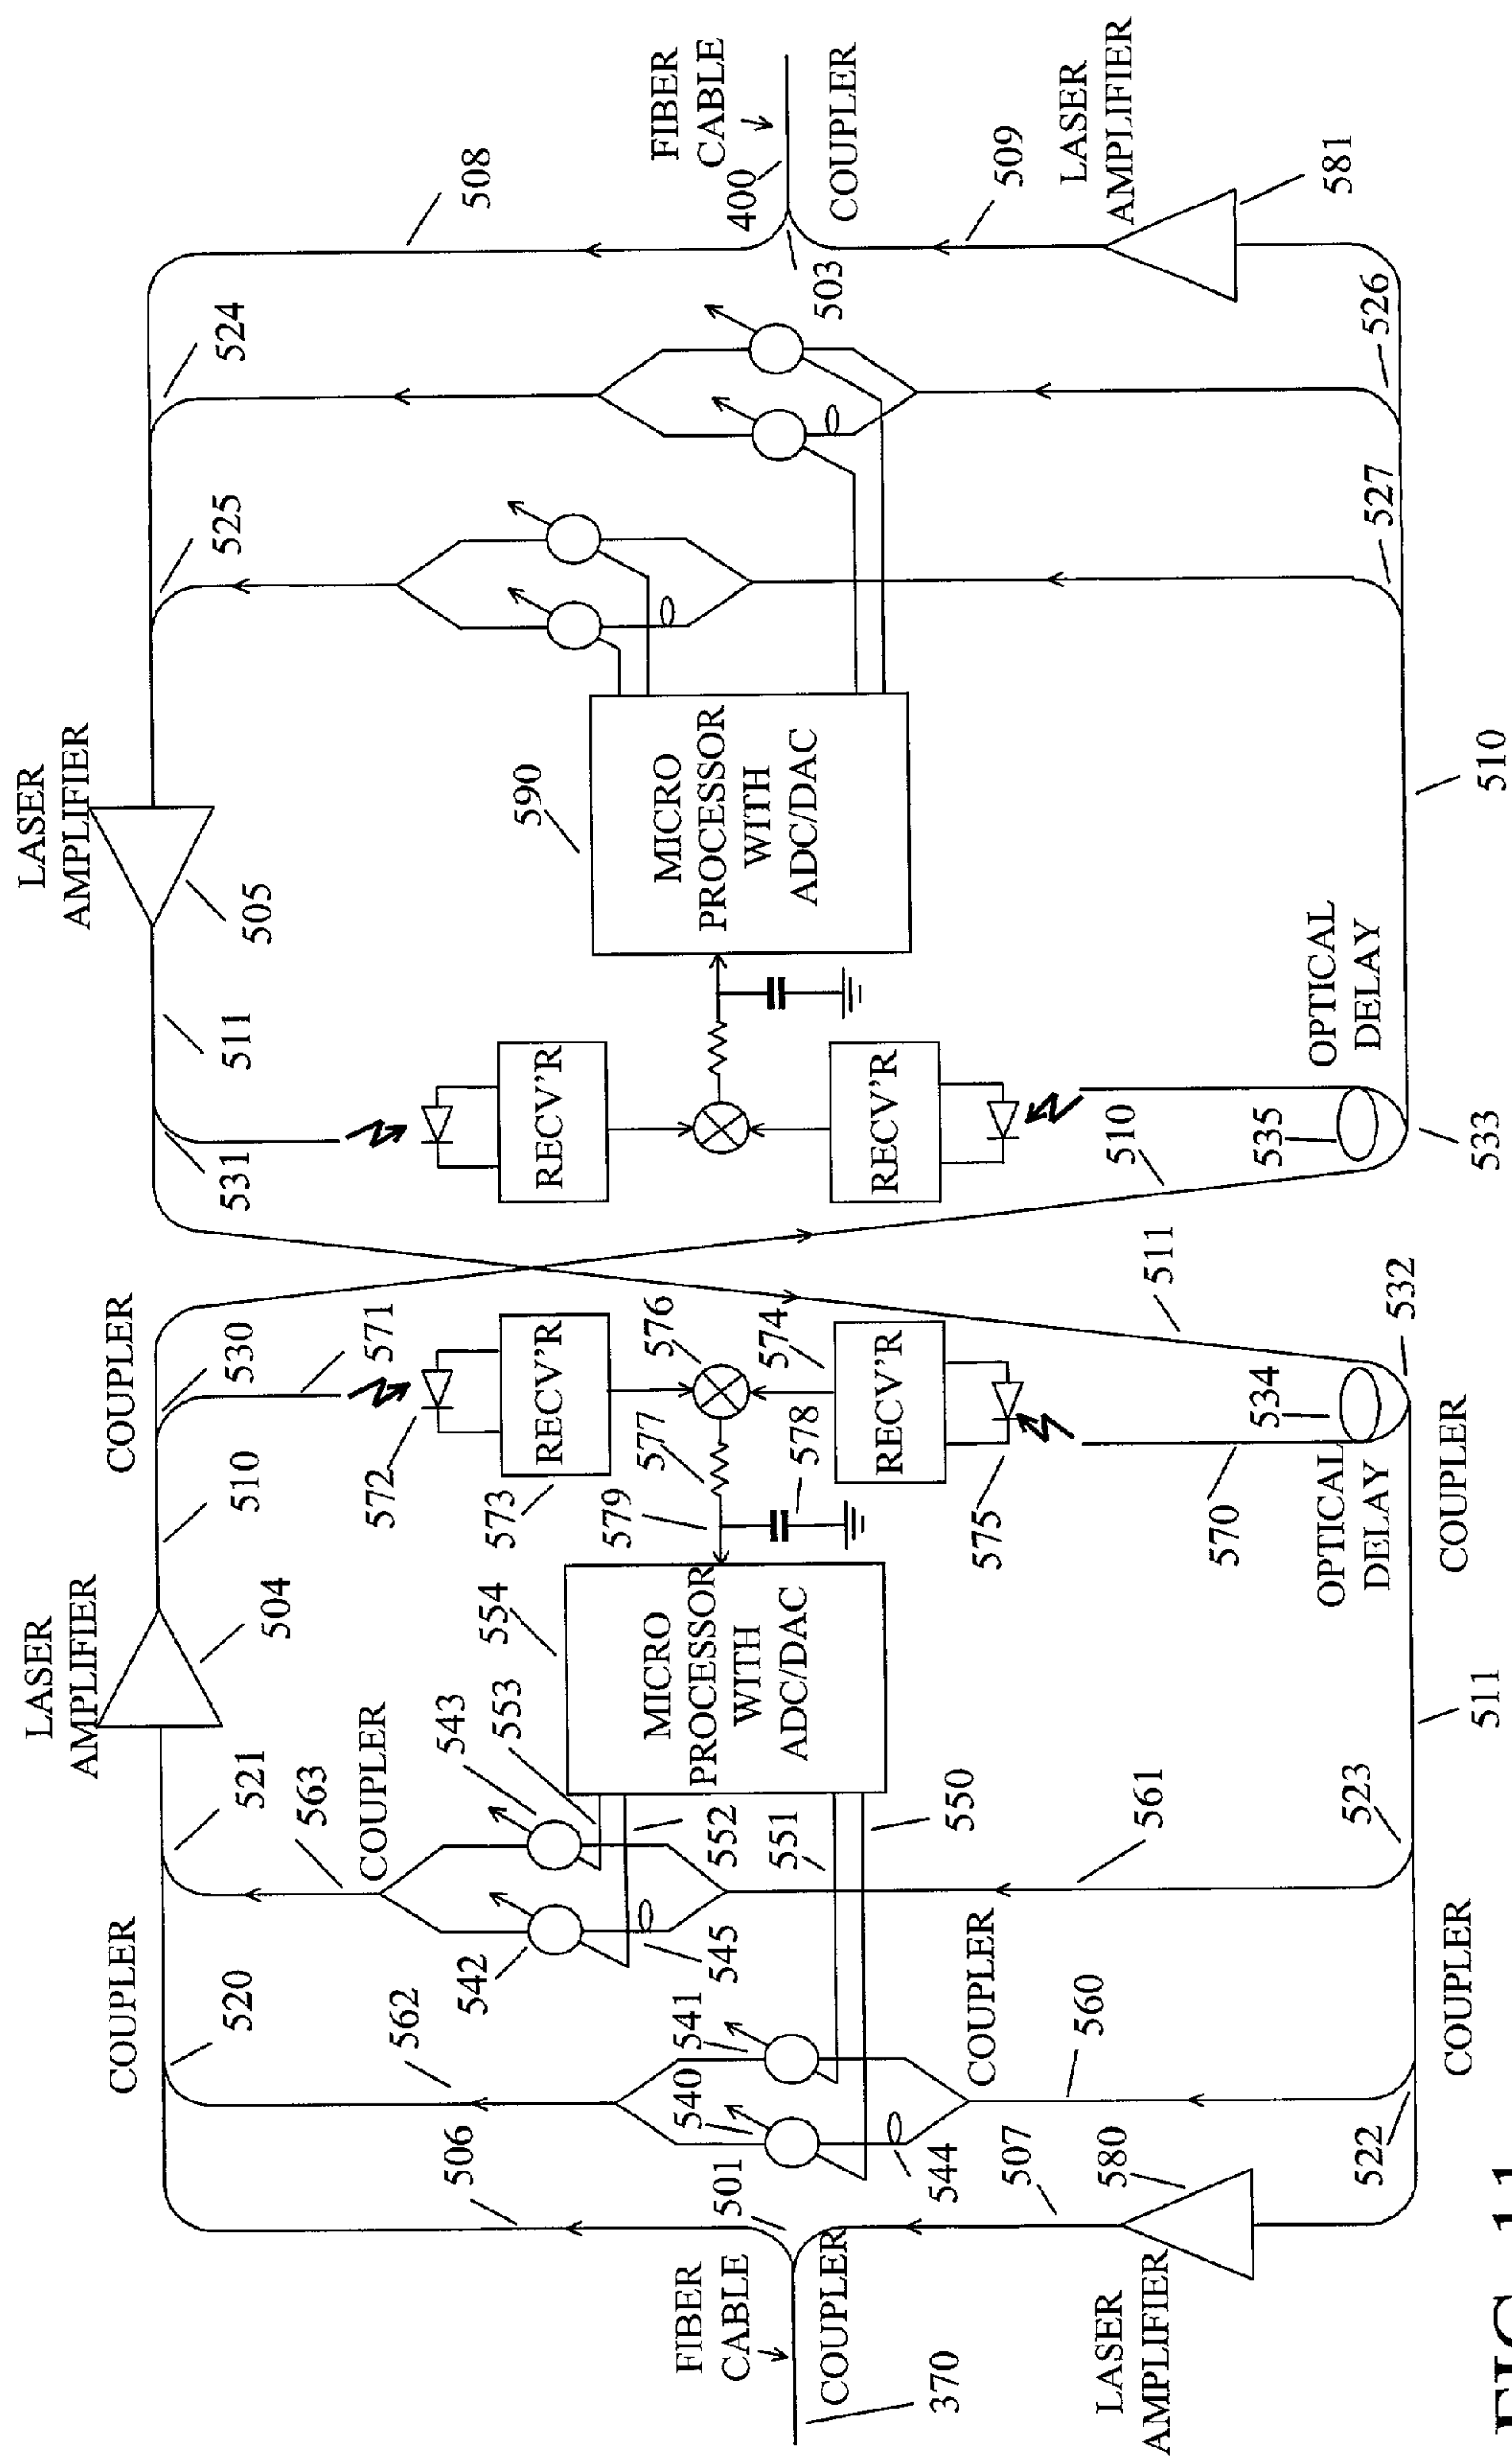 LASER
AMPLIFIER
LASER
AMPLIFIER
COUPLER
520
521
504
510
COUPLER
530
531
511
505
525
524
508
506
562
563
COUPLER
571
572
573
RECV'R
RECV'R
590
MICRO
PROCESSOR
WITH
ADC/DAC
FIBER
CABLE
400
COUPLER
503
543
553
554
542
MICRO
PROCESSOR
WITH
ADC/DAC
579
577
576
578
574
RECV'R
RECV'R
552
551
550
545
541
540
501
FIBER
CABLE
COUPLER
370
544
507
580
LASER
AMPLIFIER
COUPLER
560
561
575
570
510
511
509
LASER
AMPLIFIER
581
OPTICAL
DELAY
534
535
OPTICAL
DELAY
522
523
532
533
527
526
COUPLER
511
COUPLER
510
FIG. 11